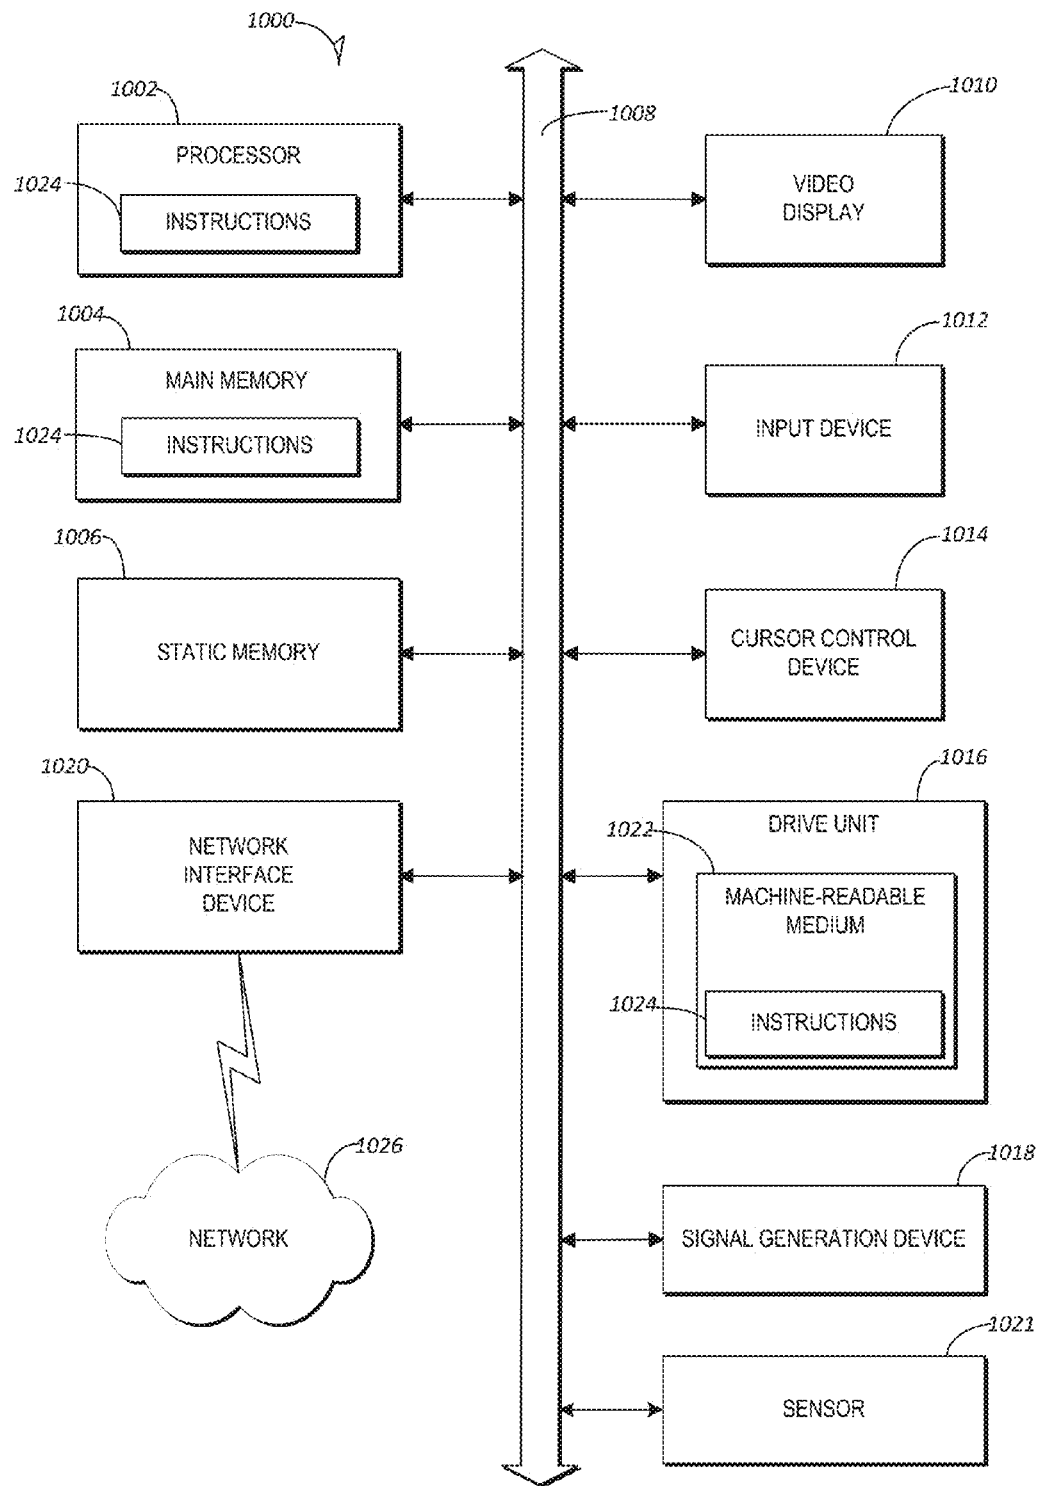 1000
1002
PROCESSOR
1024
INSTRUCTIONS
1004
MAIN MEMORY
1024
INSTRUCTIONS
1006
STATIC MEMORY
1020
NETWORK
INTERFACE
DEVICE
1026
NETWORK
1008
1010
VIDEO
DISPLAY
1012
INPUT DEVICE
1014
CURSOR CONTROL
DEVICE
1016
DRIVE UNIT
1022
MACHINE-READABLE
MEDIUM
1024
INSTRUCTIONS
1018
SIGNAL GENERATION DEVICE
1021
SENSOR